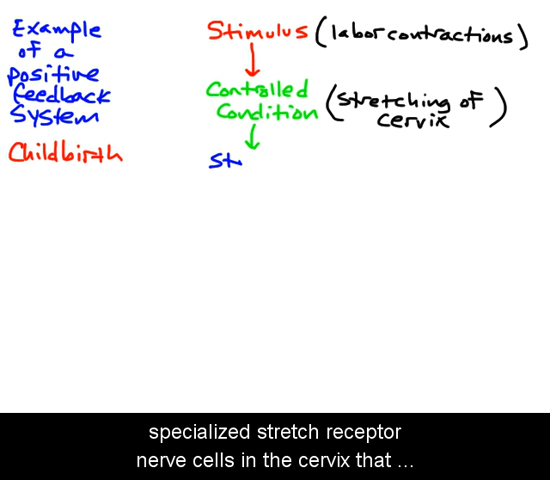 Example
of a
positive
feedback
system
Childbirth
Stimulus (labor contractions)
Controlled
Condition (stretching of
cervix)
St
specialized stretch receptor
nerve cells in the cervix that ...